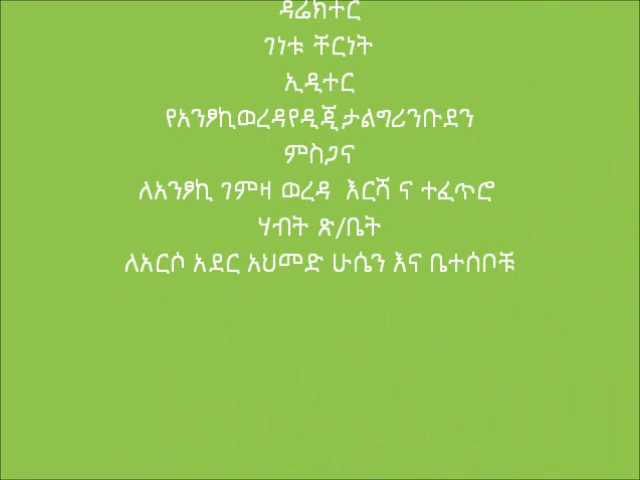 ዳሬክተር
ገነቱ ቸርነት
ኢዲተር
የአንፆኪወረዳየዲጂታልግሪንቡደን
ምስጋና
ለአንፆኪ ገምዛ ወረዳ እርሻ ና ተፈጥሮ
ሃብት ጽ/ቤት
ለአርሶ አደር አህመድ ሁሴን እና ቤተሰቦቹ